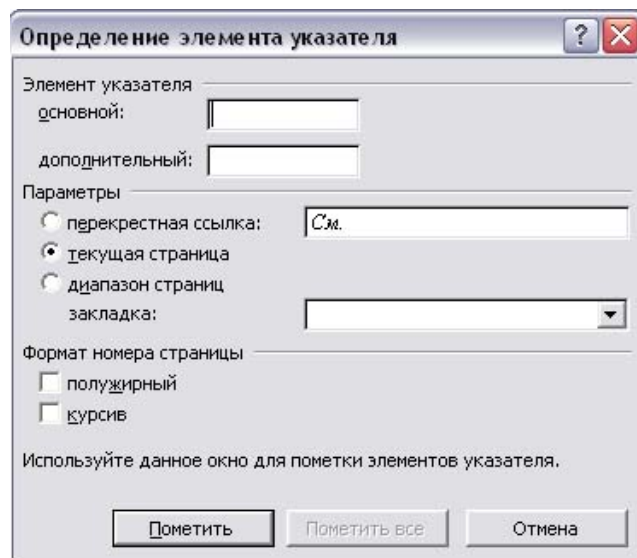 Определение элемента указателя
Элемент указателя
основной:
дополнительный:
Параметры
перекрестная ссылка: См.
текущая страница
диапазон страниц
закладка:
Формат номера страницы
полужирный
курсив
Используйте данное окно для пометки элементов указателя.
Пометить Пометить все Отмена